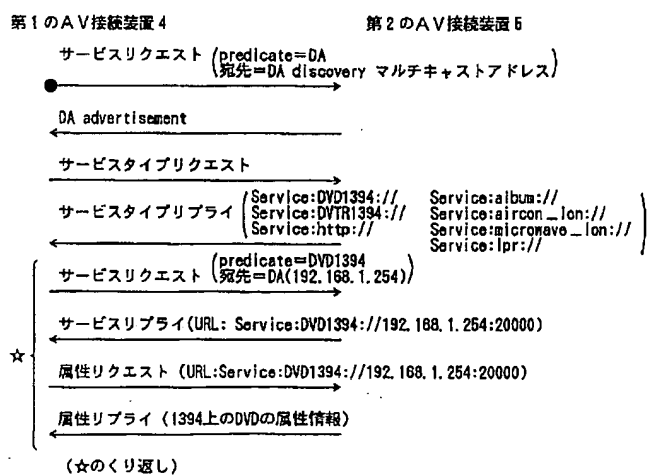 第1のAV接続装置4 第2のAV接続装置5
サービスリクエスト (predicate=DA
宛先=DA discovery マルチキャストアドレス)
DA advertisement
サービスタイプリクエスト
サービスタイプリプライ (Service:DVD1394:// Service:album://
Service:DVTR1394:// Service:aircon_lon://
Service:http:// Service:microwave_lon://
Service:lpr://)
サービスリクエスト (predicate=DVD1394
宛先=DA(192.168.1.254))
サービスリプライ(URL: Service:DVD1394://192.168.1.254:20000)
☆
属性リクエスト (URL:Service:DVD1394://192.168.1.254:20000)
属性リプライ (1394上のDVDの属性情報)
(☆のくり返し)